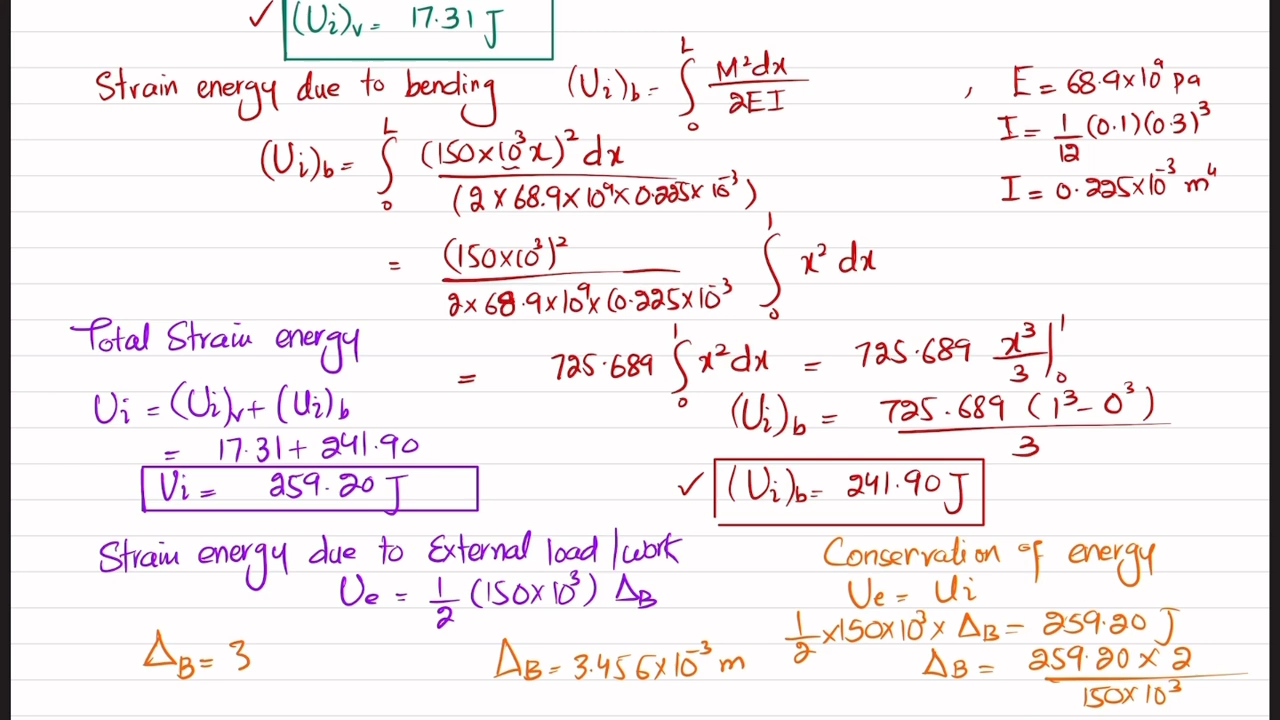 ✓ (Ui)v = 17.31 J
Strain energy due to bending (Ui)b = ∫₀ᴸ M²dx / 2EI , E = 68.9×10⁹ pa
I = 1/12 (0.1)(0.3)³
I = 0.225×10⁻³ m⁴
(Ui)b = ∫₀ᴸ (150×10³x)² dx / (2×68.9×10⁹×0.225×10⁻³)
= (150×10³)² / 2×68.9×10⁹×(0.225×10⁻³ ∫₀¹ x² dx
= 725.689 ∫₀¹ x² dx = 725.689 x³/3 |₀¹
(Ui)b = 725.689 (1³ - 0³) / 3
✓ (Ui)b = 241.90 J
Total Strain energy
Ui = (Ui)v + (Ui)b
= 17.31 + 241.90
Ui = 259.20 J
Strain energy due to External load / work
Ue = 1/2 (150×10³) ΔB
Conservation of energy
Ue = Ui
1/2 ×150×10³ × ΔB = 259.20 J
ΔB = 259.20 × 2 / 150×10³
ΔB = 3.456×10⁻³ m
ΔB = 3